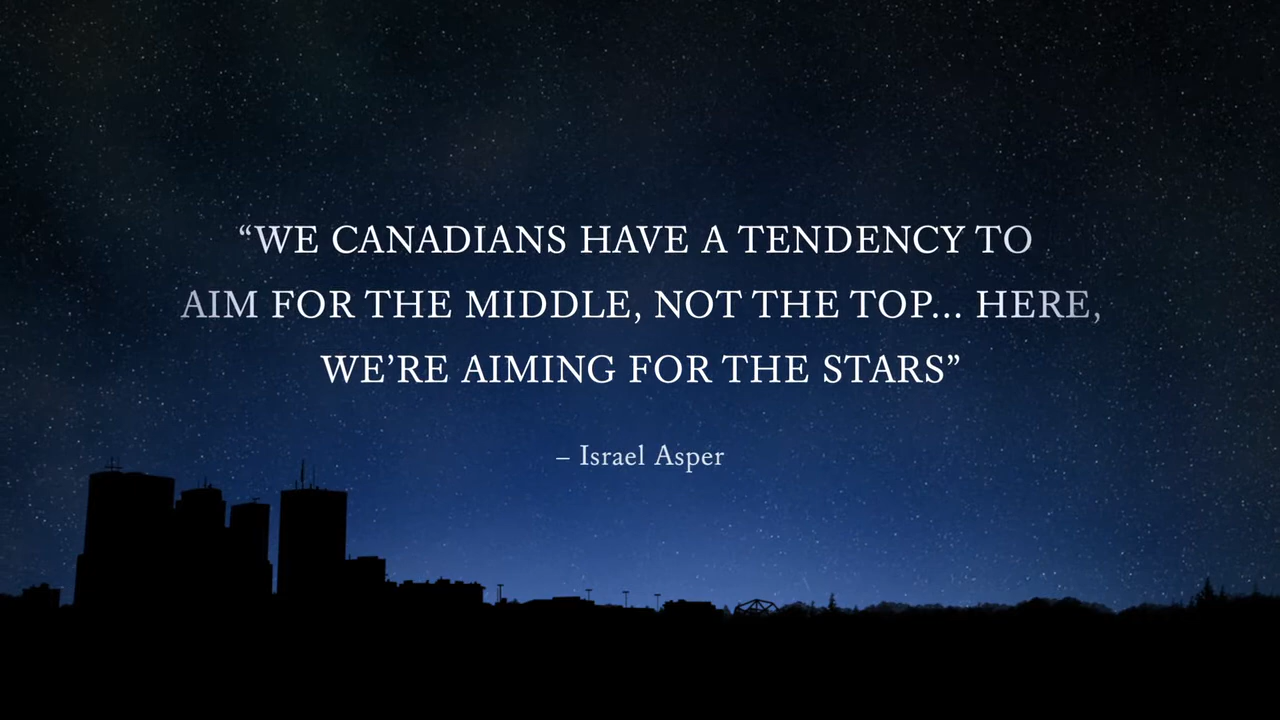 “WE CANADIANS HAVE A TENDENCY TO
AIM FOR THE MIDDLE, NOT THE TOP... HERE,
WE’RE AIMING FOR THE STARS”
– Israel Asper